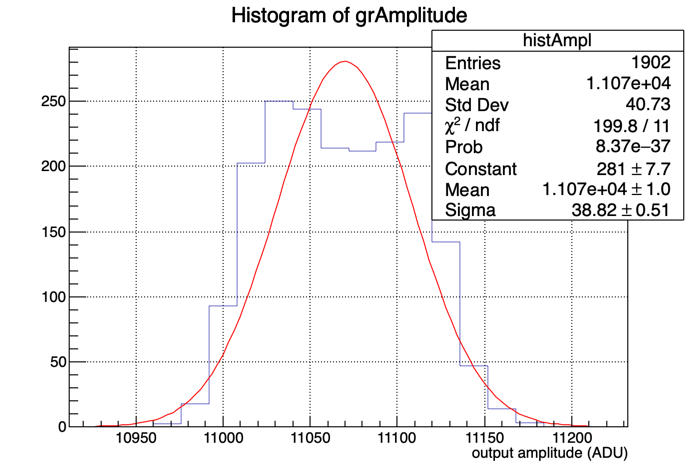 Histogram of grAmplitude
histAmpl
Entries 1902
Mean 1.107e+04
Std Dev 40.73
χ² / ndf 199.8 / 11
Prob 8.37e−37
Constant 281 ± 7.7
Mean 1.107e+04 ± 1.0
Sigma 38.82 ± 0.51
250
200
150
100
50
0
10950 11000 11050 11100 11150 11200
output amplitude (ADU)